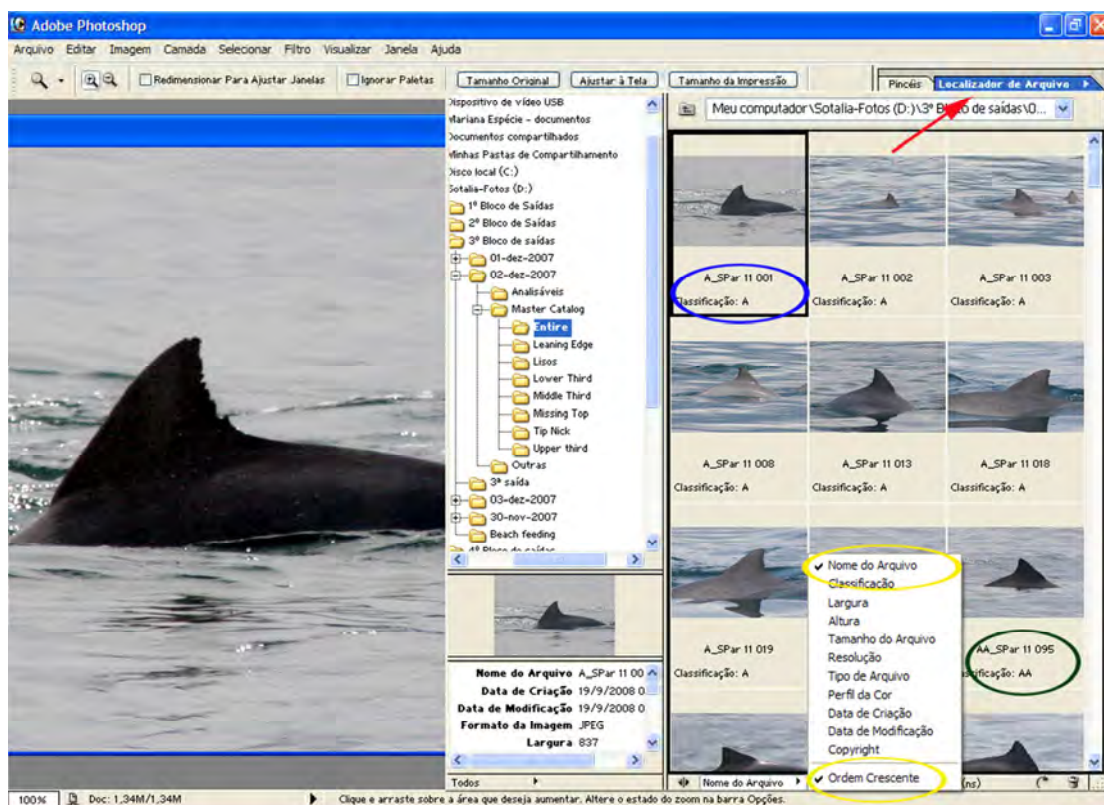 Adobe Photoshop
Arquivo Editar Imagem Camada Selecionar Filtro Visualizar Janela Ajuda
Redimensionar Para Ajustar Janelas Ignorar Paletas Tamanho Original Ajustar à Tela Tamanho da Impressão Pincéis Localizador de Arquivo
Meu computador\Sotalia-Fotos (D:)\3º Bloco de saídas\0...
Dispositivo de vídeo USB
Mariana Espécie - documentos
Documentos compartilhados
Minhas Pastas de Compartilhamento
Disco local (C:)
Sotalia-Fotos (D:)
1º Bloco de Saídas
2º Bloco de Saídas
3º Bloco de saídas
01-dez-2007
02-dez-2007
Analisáveis
Master Catalog
Entire
Leaning Edge
Lisos
Lower Third
Middle Third
Missing Top
Tip Nick
Upper third
Outras
3ª saída
03-dez-2007
30-nov-2007
Beach feeding
4º Bloco de saídas
Nome do Arquivo A_SPar 11 00
Data de Criação 19/9/2008 0
Data de Modificação 19/9/2008 0
Formato da Imagem JPEG
Largura 837
Todos
A_SPar 11 001 A_SPar 11 002 A_SPar 11 003
Classificação: A Classificação: A Classificação: A
A_SPar 11 008 A_SPar 11 013 A_SPar 11 018
Classificação: A Classificação: A Classificação: A
A_SPar 11 019 AA_SPar 11 095
Classificação: A sificação: AA
Nome do Arquivo
Classificação
Largura
Altura
Tamanho do Arquivo
Resolução
Tipo de Arquivo
Perfil da Cor
Data de Criação
Data de Modificação
Copyright
Ordem Crescente
Nome do Arquivo (ns)
100% Doc: 1,34M/1,34M Clique e arraste sobre a área que deseja aumentar. Altere o estado do zoom na barra Opções.